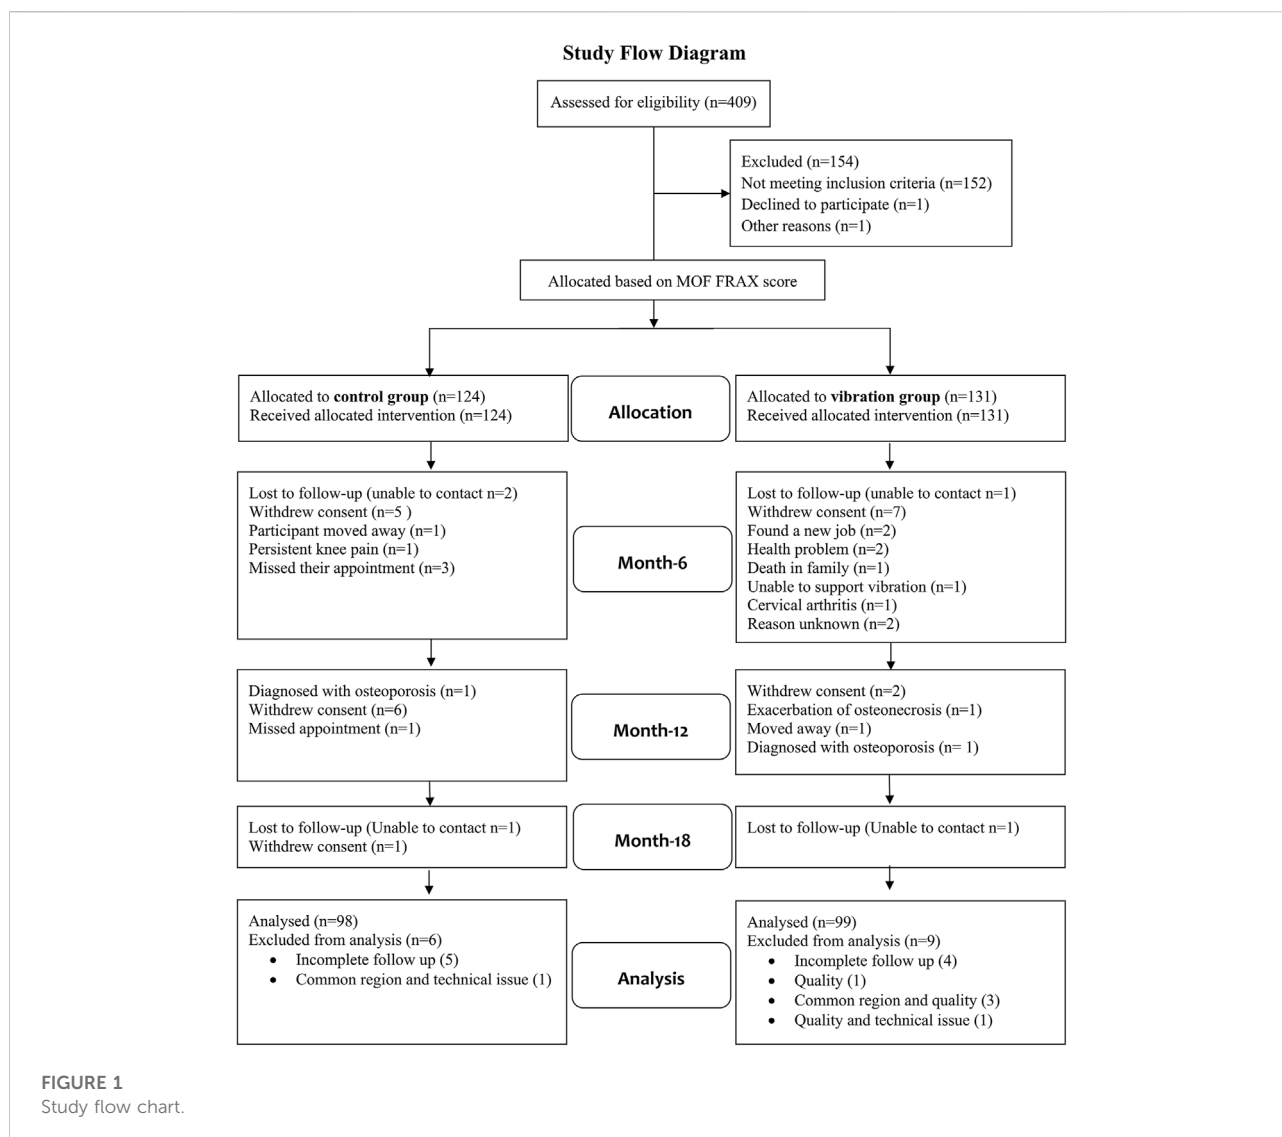 Study Flow Diagram
Assessed for eligibility (n=409)
Excluded (n=154)
Not meeting inclusion criteria (n=152)
Declined to participate (n=1)
Other reasons (n=1)
Allocated based on MOF FRAX score
Allocated to control group (n=124)
Received allocated intervention (n=124)
Allocation
Allocated to vibration group (n=131)
Received allocated intervention (n=131)
Lost to follow-up (unable to contact n=2)
Withdrew consent (n=5 )
Participant moved away (n=1)
Persistent knee pain (n=1)
Missed their appointment (n=3)
Month-6
Lost to follow-up (unable to contact n=1)
Withdrew consent (n=7)
Found a new job (n=2)
Health problem (n=2)
Death in family (n=1)
Unable to support vibration (n=1)
Cervical arthritis (n=1)
Reason unknown (n=2)
Diagnosed with osteoporosis (n=1)
Withdrew consent (n=6)
Missed appointment (n=1)
Month-12
Withdrew consent (n=2)
Exacerbation of osteonecrosis (n=1)
Moved away (n=1)
Diagnosed with osteoporosis (n= 1)
Lost to follow-up (Unable to contact n=1)
Withdrew consent (n=1)
Month-18
Lost to follow-up (Unable to contact n=1)
Analysed (n=98)
Excluded from analysis (n=6)
• Incomplete follow up (5)
• Common region and technical issue (1)
Analysis
Analysed (n=99)
Excluded from analysis (n=9)
• Incomplete follow up (4)
• Quality (1)
• Common region and quality (3)
• Quality and technical issue (1)
FIGURE 1
Study flow chart.